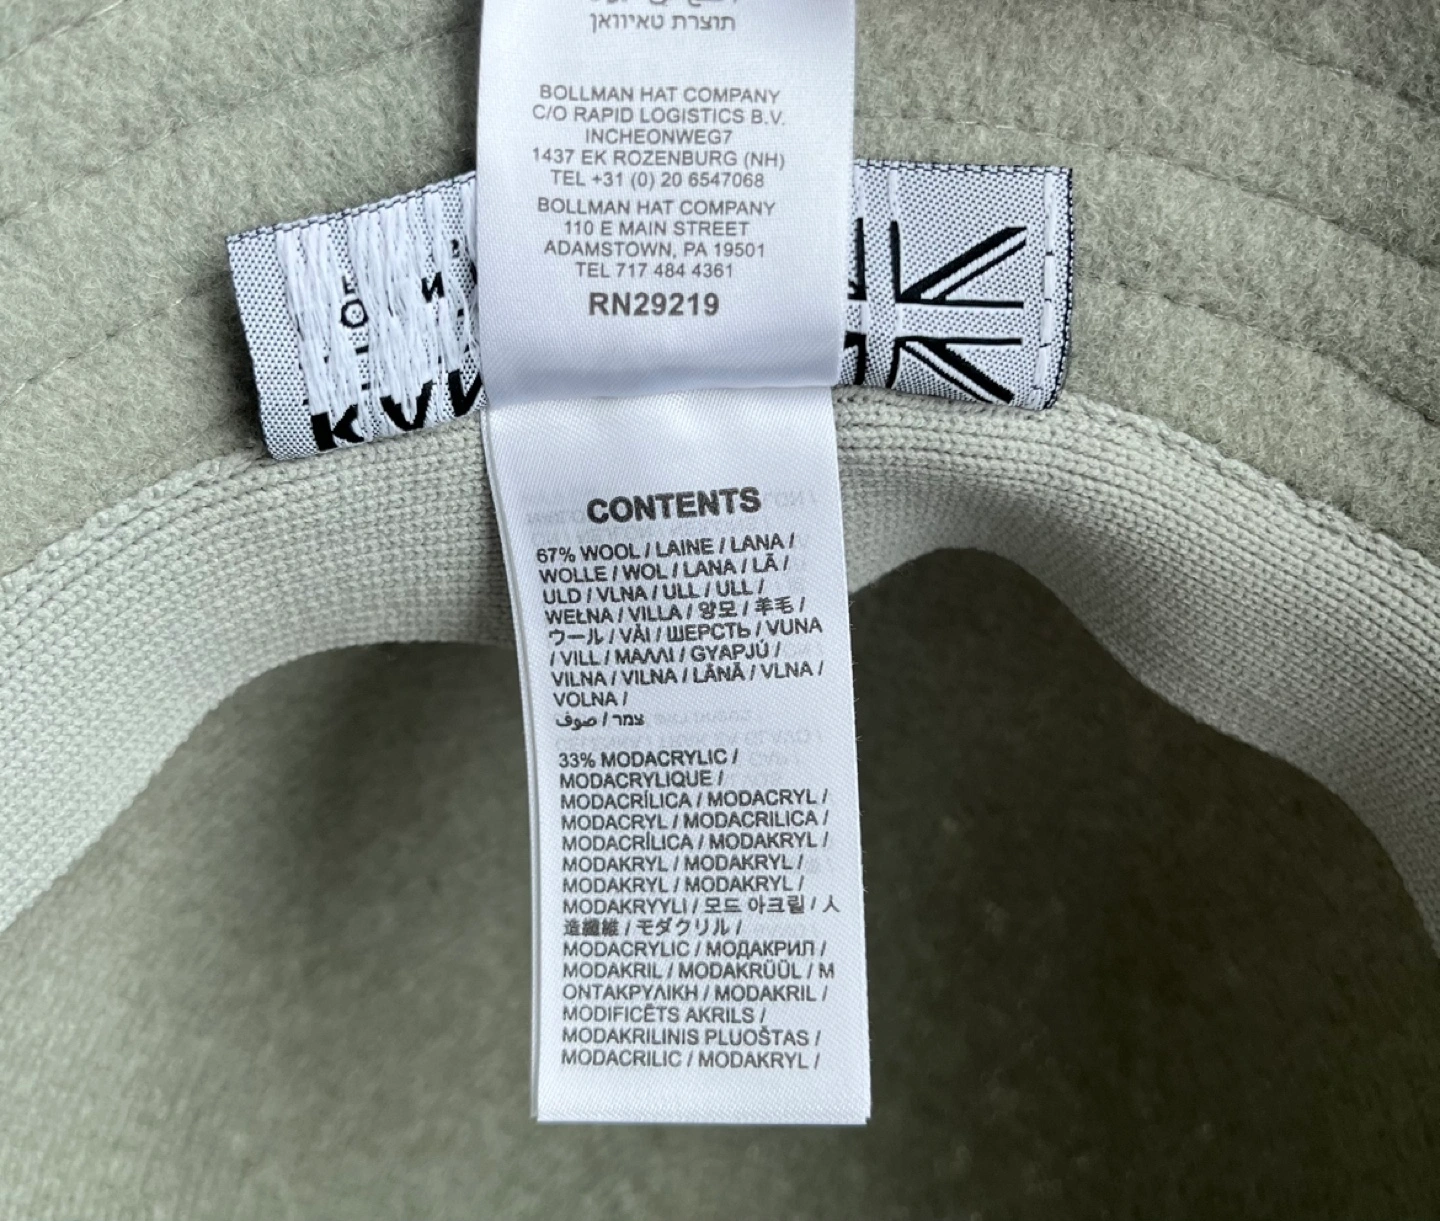 תוצרת טאיוואן
BOLLMAN HAT COMPANY
C/O RAPID LOGISTICS B.V.
INCHEONWEG7
1437 EK ROZENBURG (NH)
TEL +31 (0) 20 6547068
BOLLMAN HAT COMPANY
110 E MAIN STREET
ADAMSTOWN, PA 19501
TEL 717 484 4361
RN29219
CONTENTS
67% WOOL / LAINE / LANA /
WOLLE / WOL / LANA / LÃ /
ULD / VLNA / ULL / ULL /
WEŁNA / VILLA / 양모 / 羊毛 /
ウール / VÄI / ШЕРСТЬ / VUNA
/ VILL / ΜΑΛΛΙ / GYAPJÚ /
VILNA / VILNA / LÂNĂ / VLNA /
VOLNA /
صوف / צמר
33% MODACRYLIC /
MODACRYLIQUE /
MODACRÍLICA / MODACRYL /
MODACRYL / MODACRILICA /
MODACRÍLICA / MODAKRYL /
MODAKRYL / MODAKRYL /
MODAKRYL / MODAKRYL /
MODAKRYYLI / 모드 아크릴 / 人
造纖維 / モダクリル /
MODACRYLIC / МОДАКРИЛ /
MODAKRIL / MODAKRÜÜL / Μ
ΟΝΤΑΚΡΥΛΙΚΗ / MODAKRIL /
MODIFICĒTS AKRILS /
MODAKRILINIS PLUOŠTAS /
MODACRILIC / MODAKRYL /